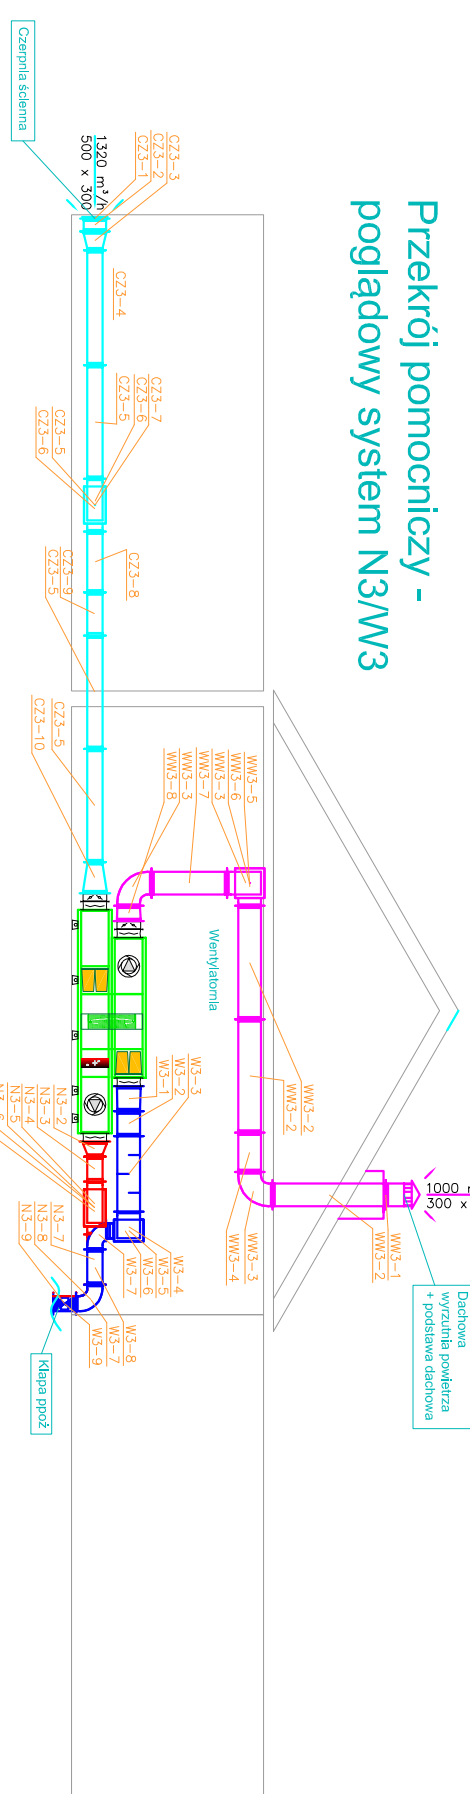 Przekrój pomocniczy -
poglądowy system N3/W3
Czerpnia ścienna
1320 m³/h
500 x 300
CZ3-3
CZ3-2
CZ3-1
CZ3-4
CZ3-7
CZ3-6
CZ3-5
CZ3-5
CZ3-6
CZ3-8
CZ3-9
CZ3-5
CZ3-5
CZ3-10
WW3-5
WW3-6
WW3-3
WW3-7
WW3-3
WW3-8
Wentylatornia
WW3-2
WW3-2
WW3-3
WW3-4
WW3-1
WW3-2
1000
300 x
Dachowa
wyrzutnia powietrza
+ podstawa dachowa
W3-3
W3-2
W3-1
W3-4
W3-5
W3-6
W3-7
W3-8
W3-7
W3-9
N3-2
N3-3
N3-4
N3-5
N3-6
N3-7
N3-8
N3-9
Klapa ppoż